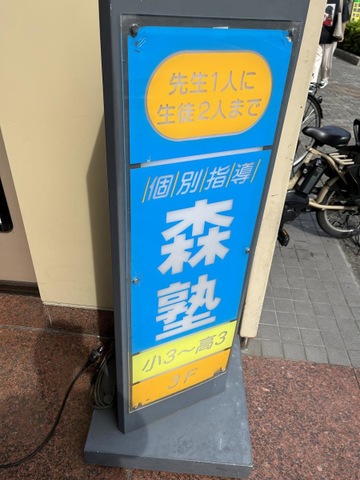 先生1人に
生徒2人まで
個別指導
森塾
小3～高3
3F